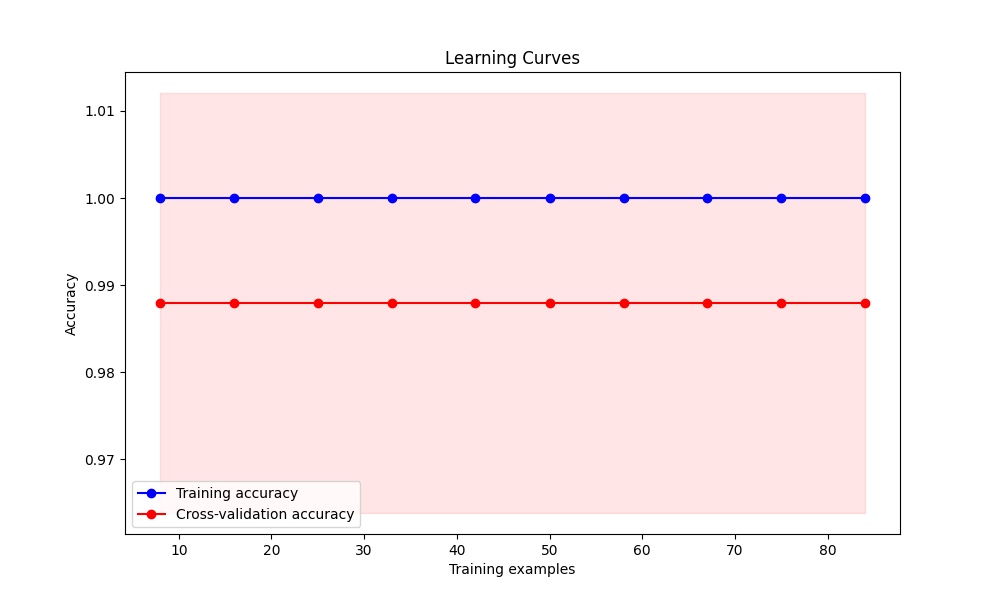 Learning Curves
1.01
1.00
0.99
0.98
0.97
Accuracy
Training accuracy
Cross-validation accuracy
10 20 30 40 50 60 70 80
Training examples